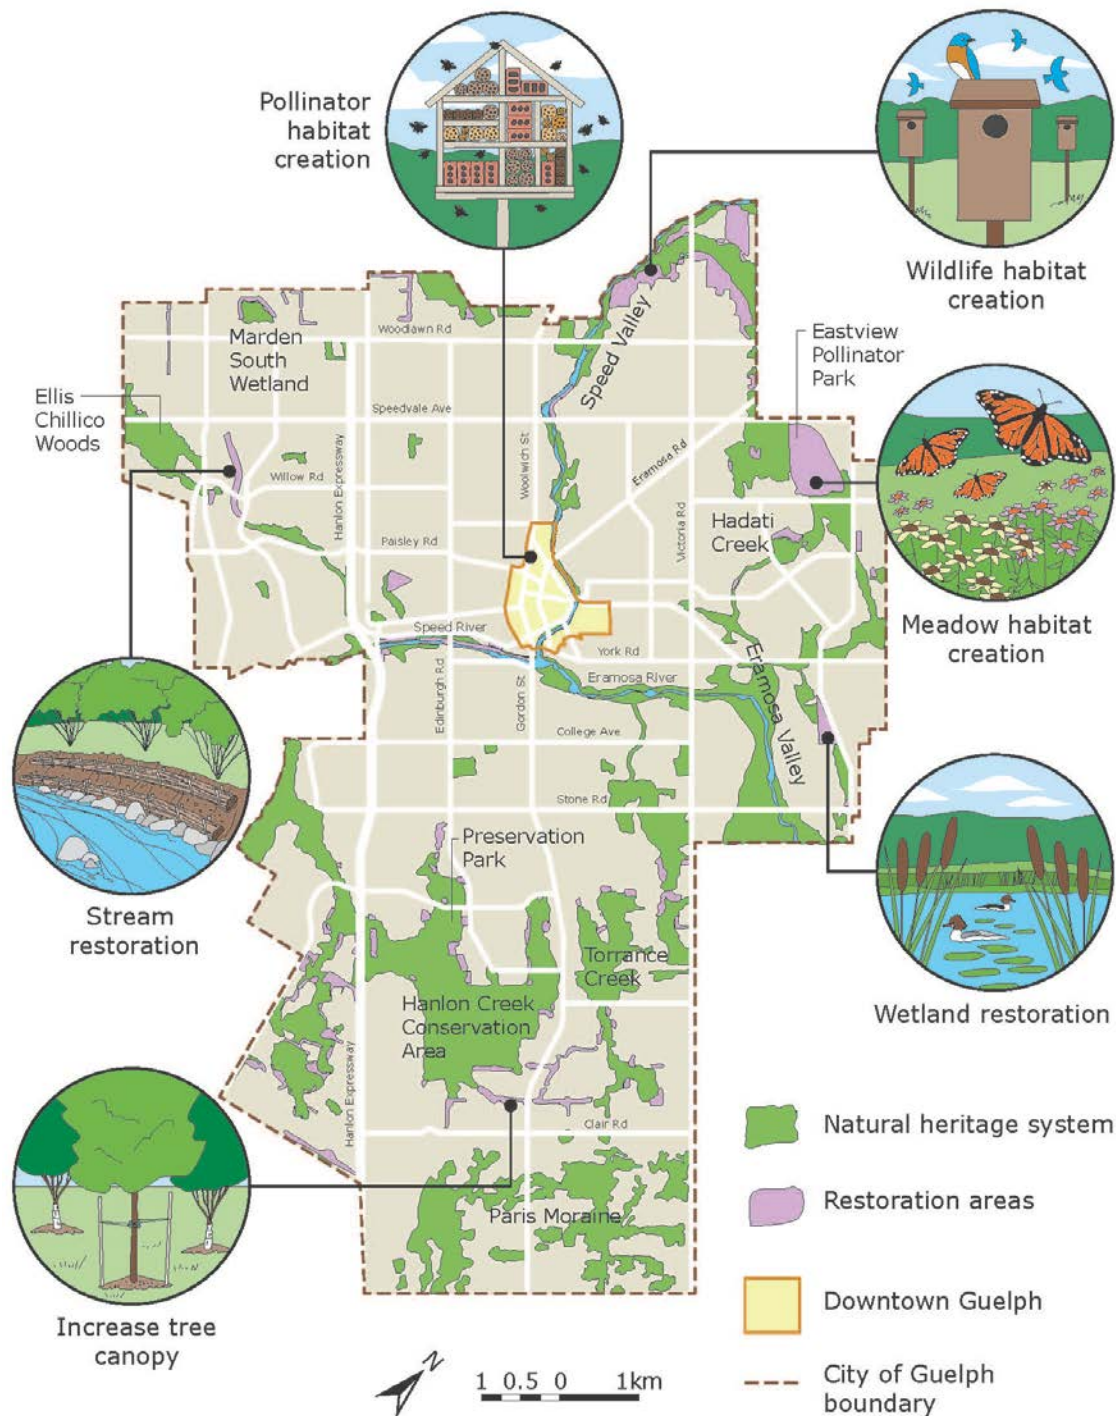 Pollinator
habitat
creation
Wildlife habitat
creation
Woodlawn Rd
Marden
South
Wetland
Speed Valley
Eastview
Pollinator
Park
Ellis
Chillico
Woods
Speedvale Ave
Hanlon Expressway
Woolwich St
Eramosa Rd
Willow Rd
Victoria Rd
Hadati
Creek
Paisley Rd
Meadow habitat
creation
Speed River
York Rd
Edinburgh Rd
Gordon St
Eramosa River
Eramosa Valley
College Ave
Stone Rd
Preservation
Park
Stream
restoration
Torrance
Creek
Hanlon Creek
Conservation
Area
Wetland restoration
Hanlon Expressway
Clair Rd
Paris Moraine
Increase tree
canopy
Natural heritage system
Restoration areas
Downtown Guelph
City of Guelph
boundary
N
1 0.5 0 1km